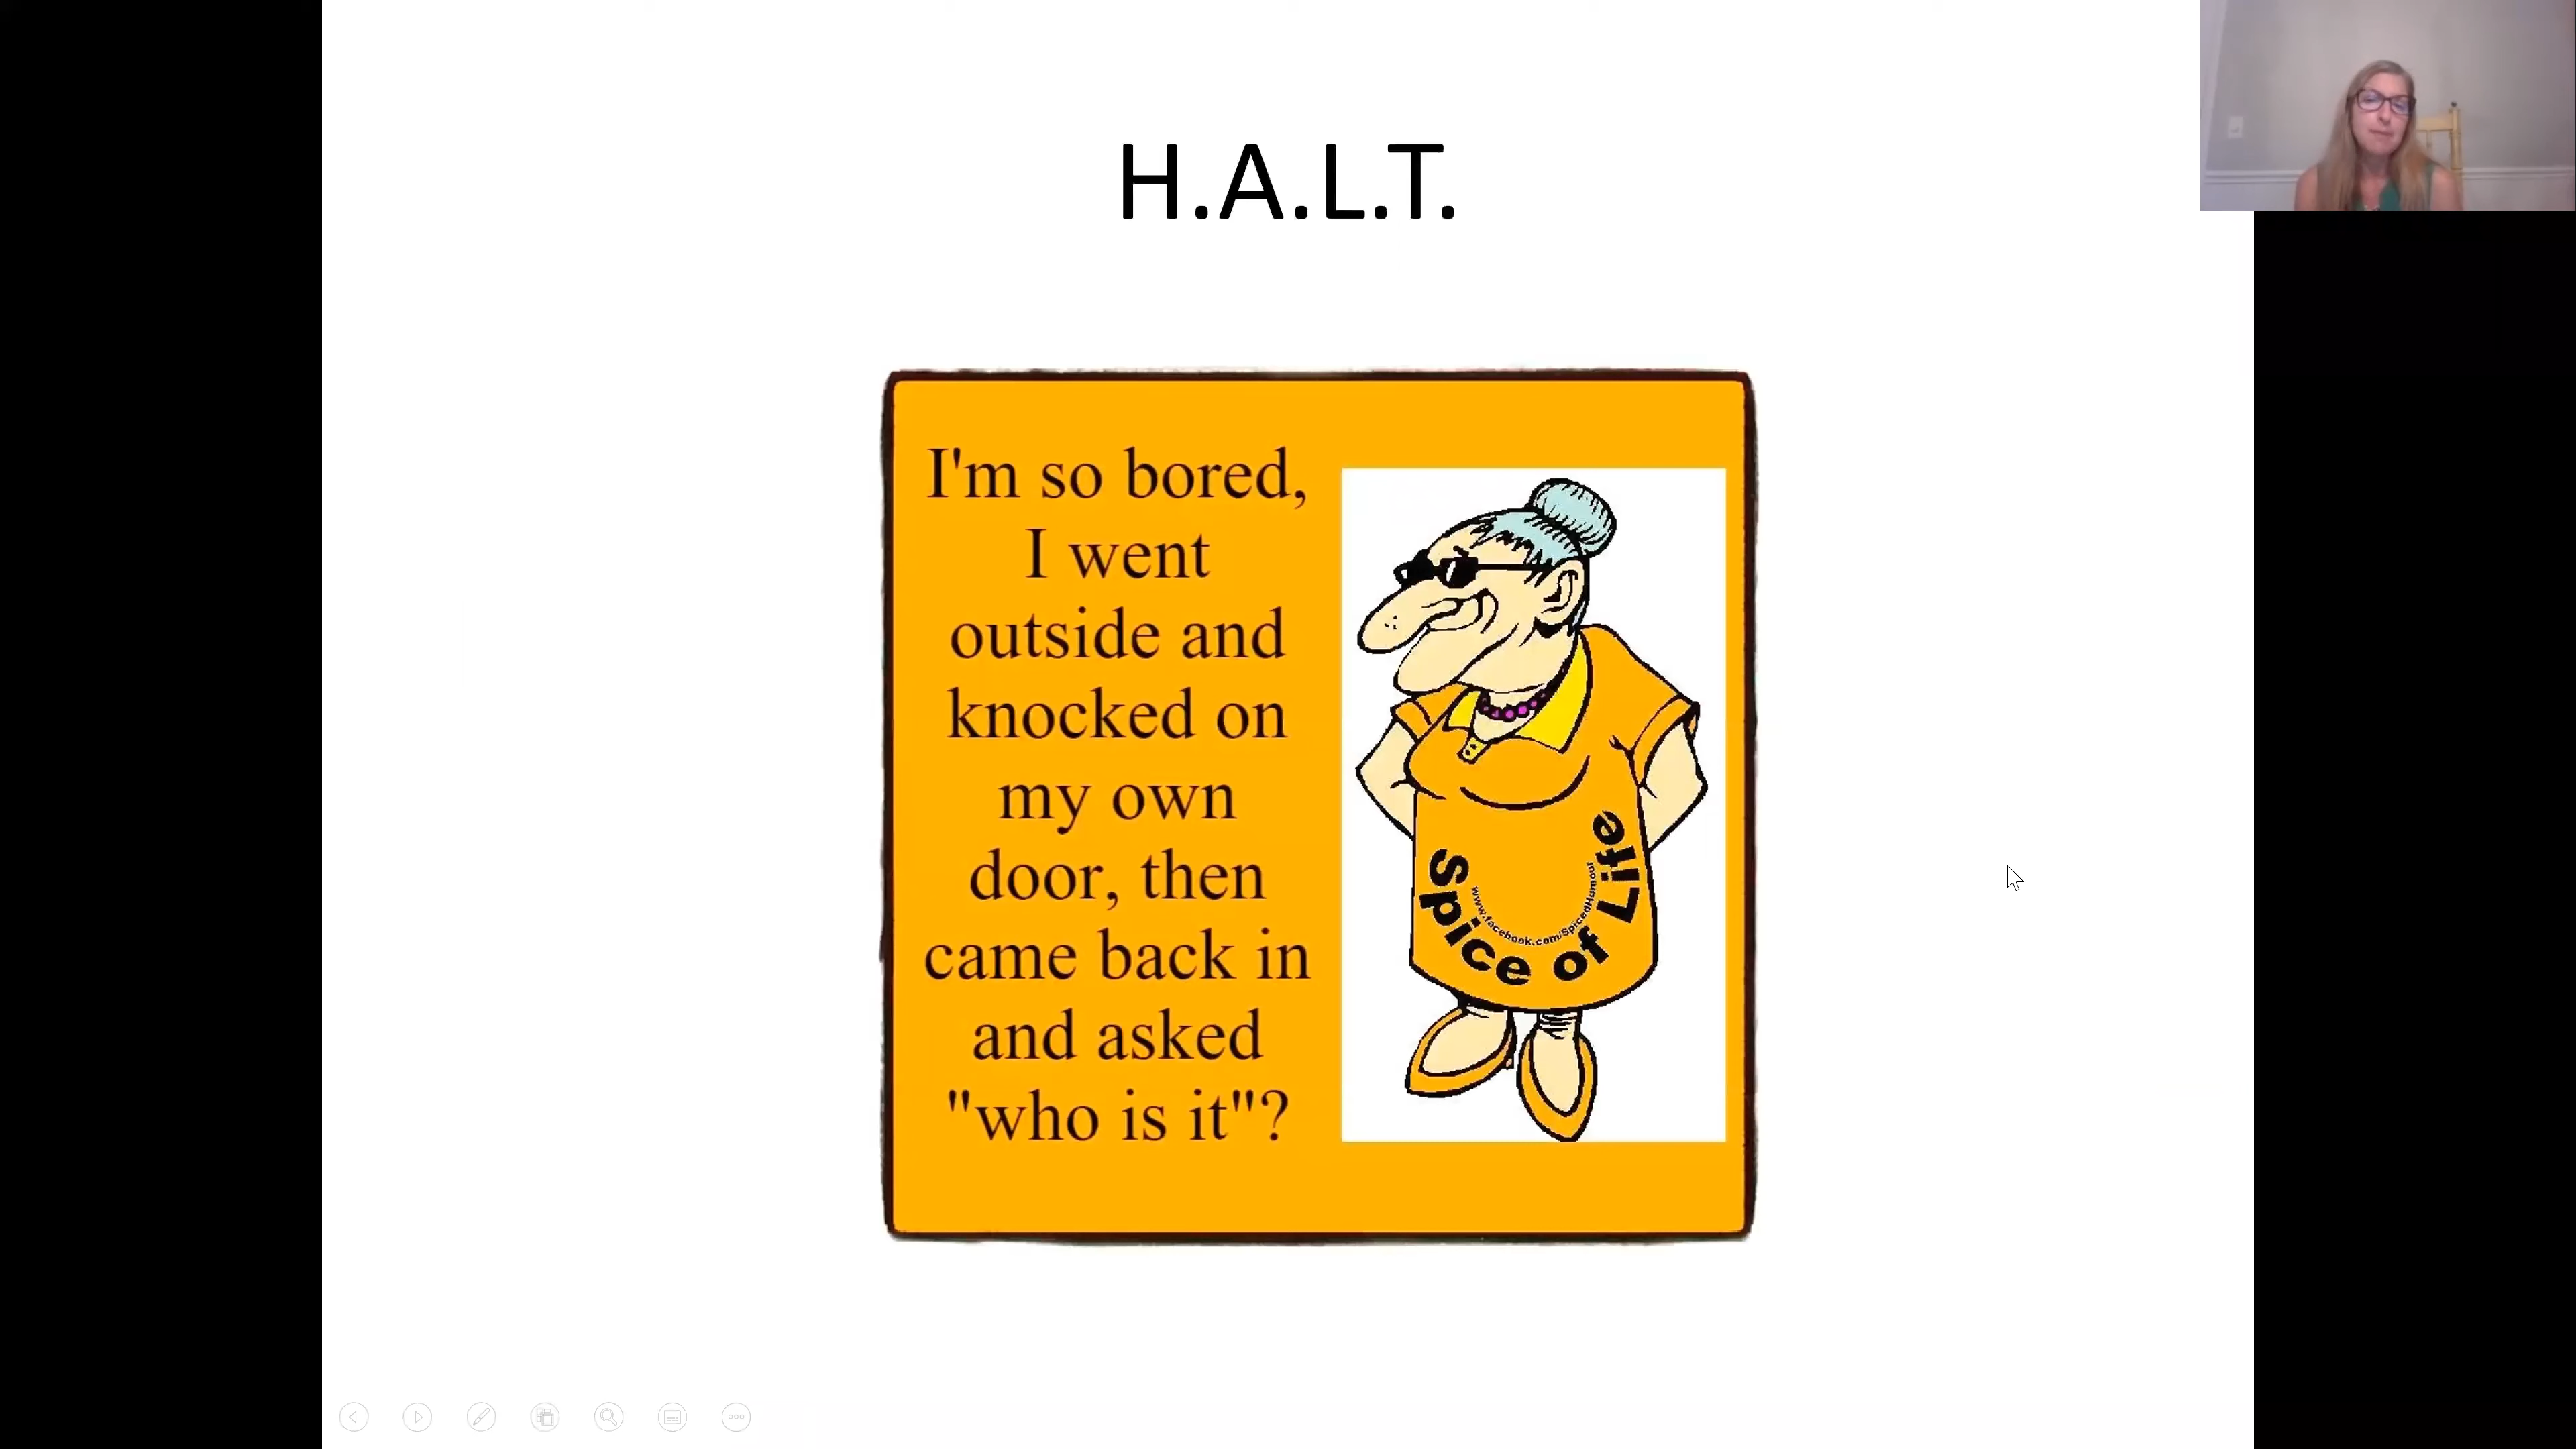 H.A.L.T.
I'm so bored,
I went
outside and
knocked on
my own
door, then
came back in
and asked
"who is it"?
Spice of Life
www.facebook.com/SpicedHumour